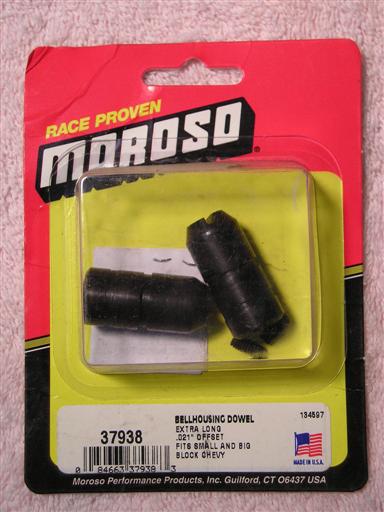 RACE PROVEN
MOROSO®
37938
BELLHOUSING DOWEL
EXTRA LONG
.021" OFFSET
FITS SMALL AND BIG
BLOCK CHEVY
134597
MADE IN U.S.A.
0 84663 37938 3
Moroso Performance Products, Inc. Guilford, CT 06437 USA